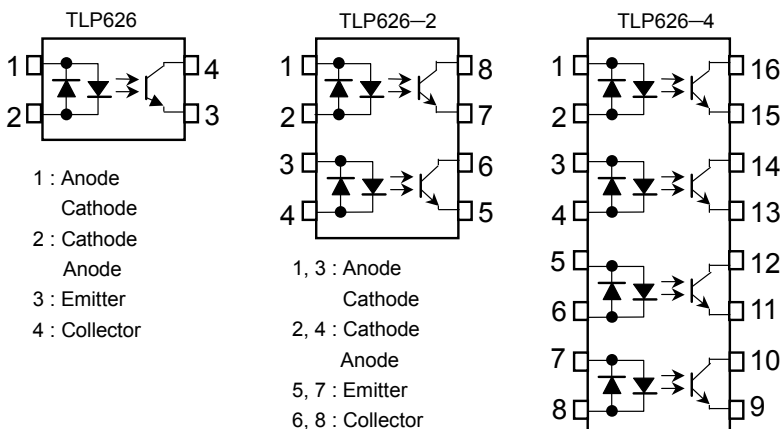 TLP626
1
2
4
3
1 : Anode
Cathode
2 : Cathode
Anode
3 : Emitter
4 : Collector
TLP626—2
1
2
3
4
8
7
6
5
1, 3 : Anode
Cathode
2, 4 : Cathode
Anode
5, 7 : Emitter
6, 8 : Collector
TLP626—4
1
2
3
4
5
6
7
8
16
15
14
13
12
11
10
9